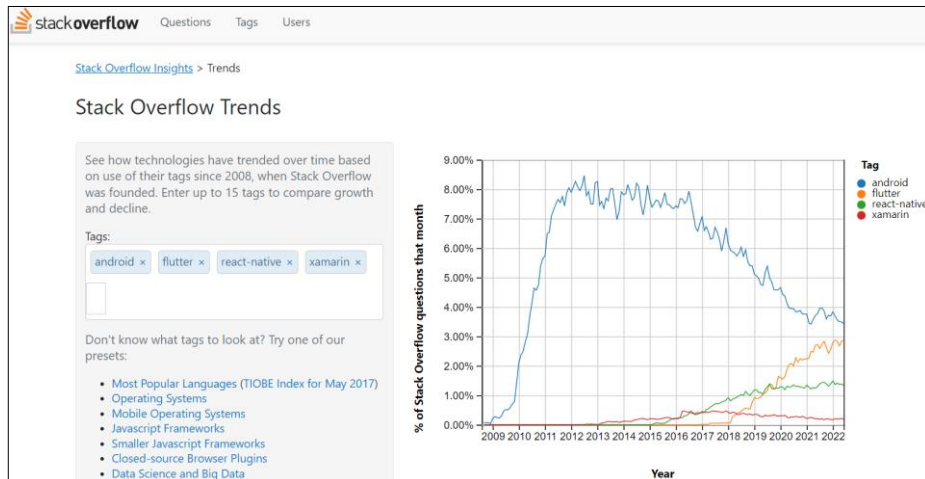 stackoverflow Questions Tags Users
Stack Overflow Insights > Trends
Stack Overflow Trends
See how technologies have trended over time based
on use of their tags since 2008, when Stack Overflow
was founded. Enter up to 15 tags to compare growth
and decline.
Tags:
android × flutter × react-native × xamarin ×
Don't know what tags to look at? Try one of our
presets:
• Most Popular Languages (TIOBE Index for May 2017)
• Operating Systems
• Mobile Operating Systems
• Javascript Frameworks
• Smaller Javascript Frameworks
• Closed-source Browser Plugins
• Data Science and Big Data
% of Stack Overflow questions that month
9.00%
8.00%
7.00%
6.00%
5.00%
4.00%
3.00%
2.00%
1.00%
0.00%
2009 2010 2011 2012 2013 2014 2015 2016 2017 2018 2019 2020 2021 2022
Year
Tag
android
flutter
react-native
xamarin